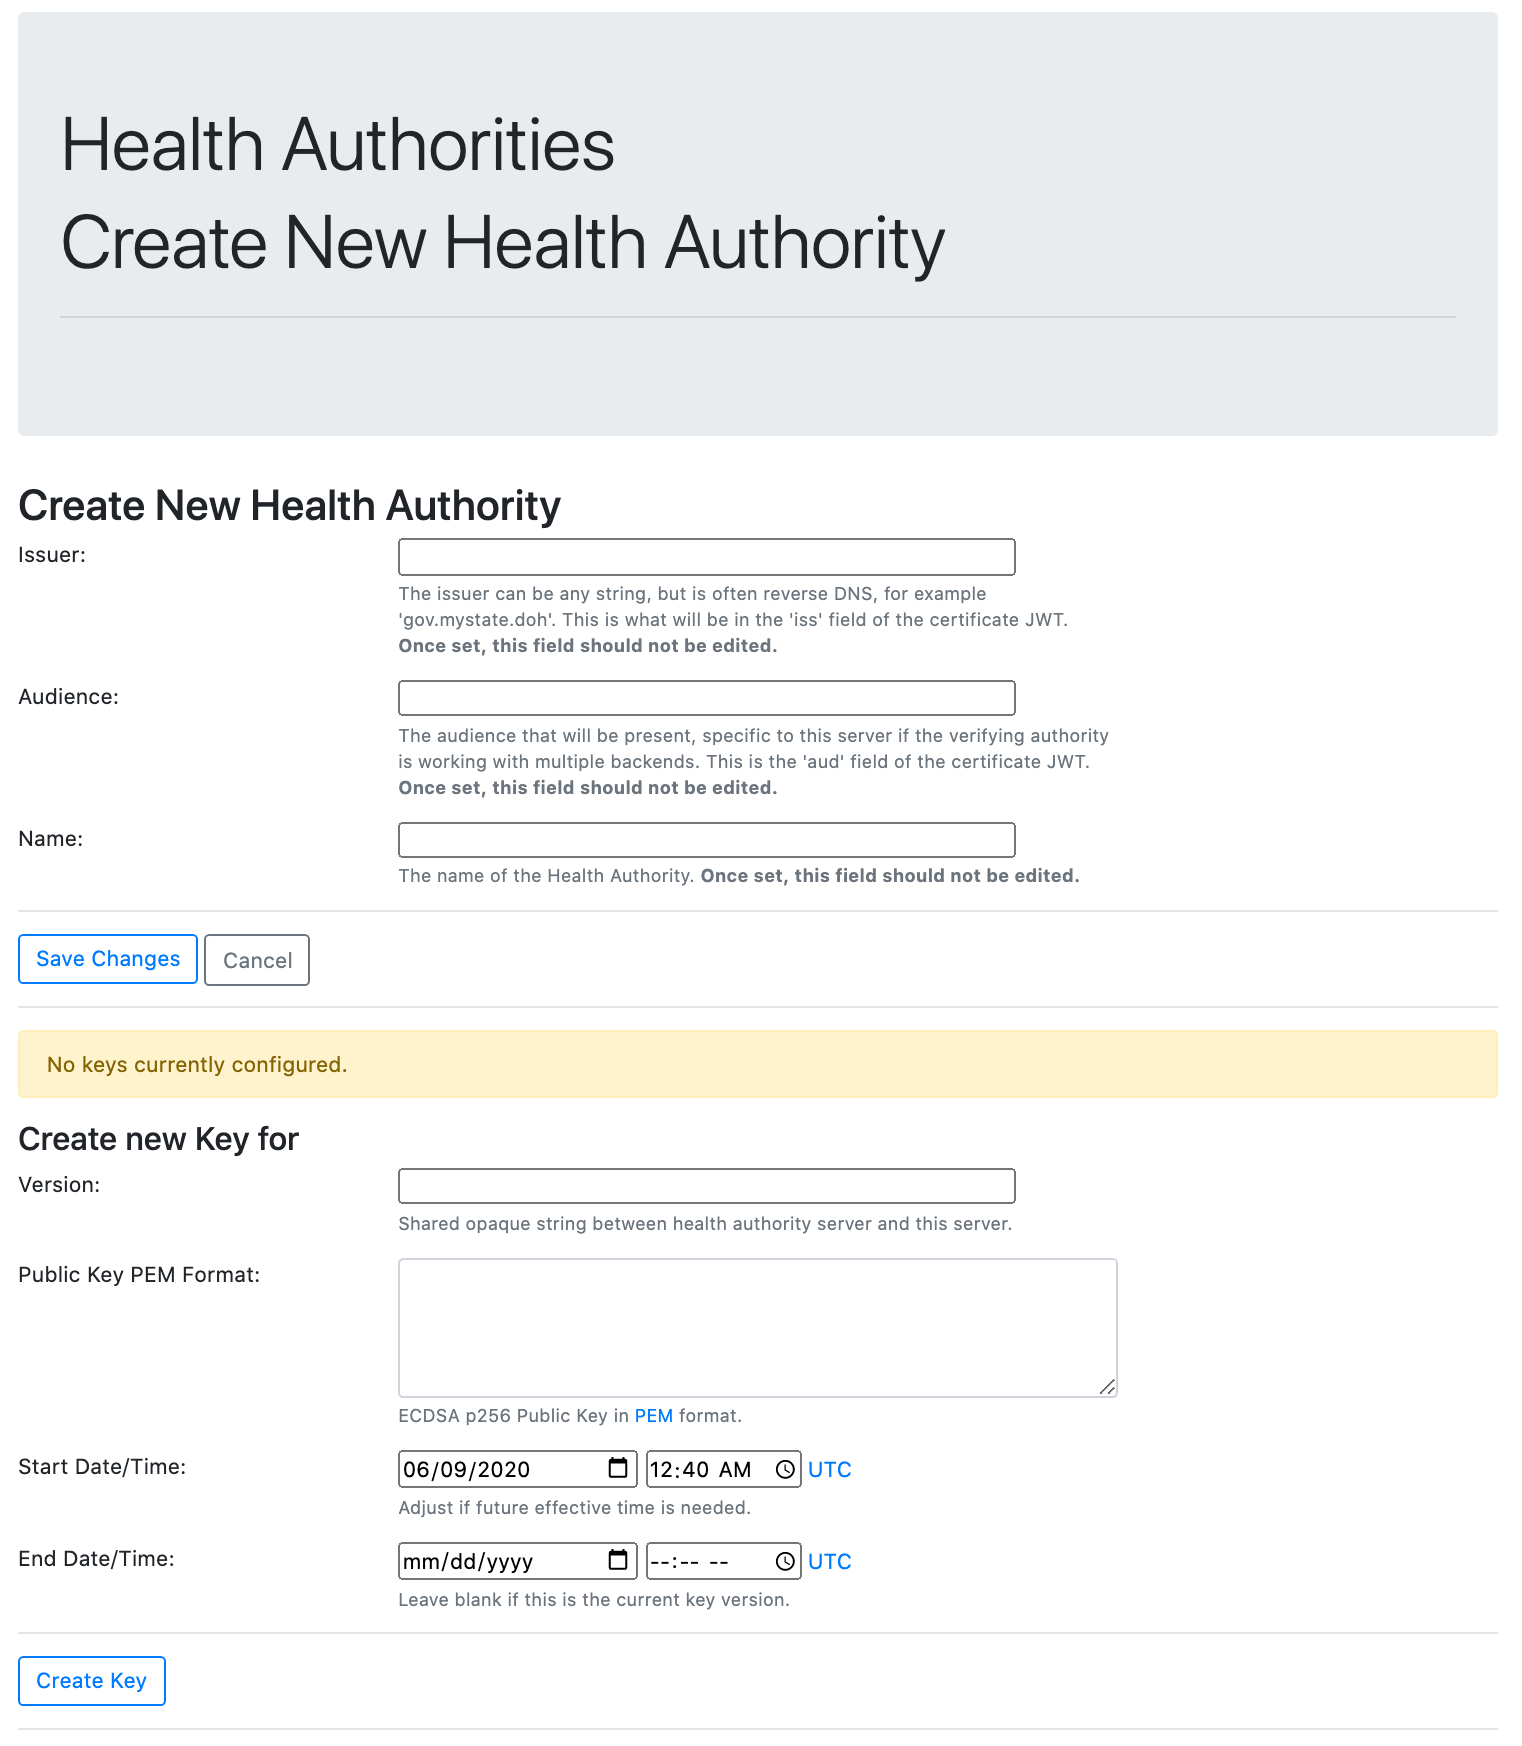 Health Authorities
Create New Health Authority
Create New Health Authority
Issuer:
The issuer can be any string, but is often reverse DNS, for example
'gov.mystate.doh'. This is what will be in the 'iss' field of the certificate JWT.
Once set, this field should not be edited.
Audience:
The audience that will be present, specific to this server if the verifying authority
is working with multiple backends. This is the 'aud' field of the certificate JWT.
Once set, this field should not be edited.
Name:
The name of the Health Authority. Once set, this field should not be edited.
Save Changes Cancel
No keys currently configured.
Create new Key for
Version:
Shared opaque string between health authority server and this server.
Public Key PEM Format:
ECDSA p256 Public Key in PEM format.
Start Date/Time: 06/09/2020 12:40 AM UTC
Adjust if future effective time is needed.
End Date/Time: mm/dd/yyyy --:-- -- UTC
Leave blank if this is the current key version.
Create Key